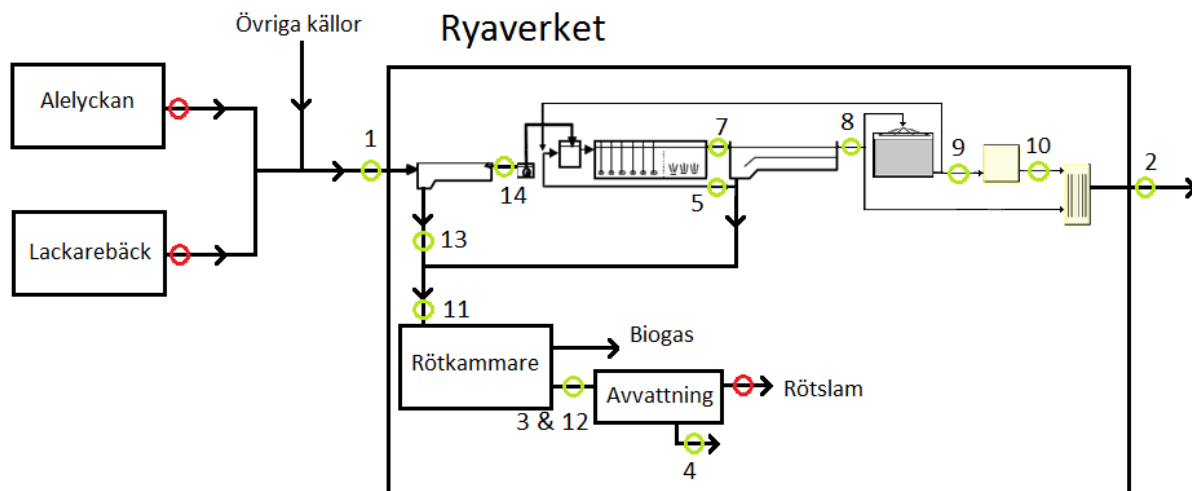 Övriga källor
Ryaverket
Alelyckan
1
7
8
9
10
2
14
5
Lackarebäck
13
11
Rötkammare
Biogas
Avvattning
Rötslam
3 & 12
4